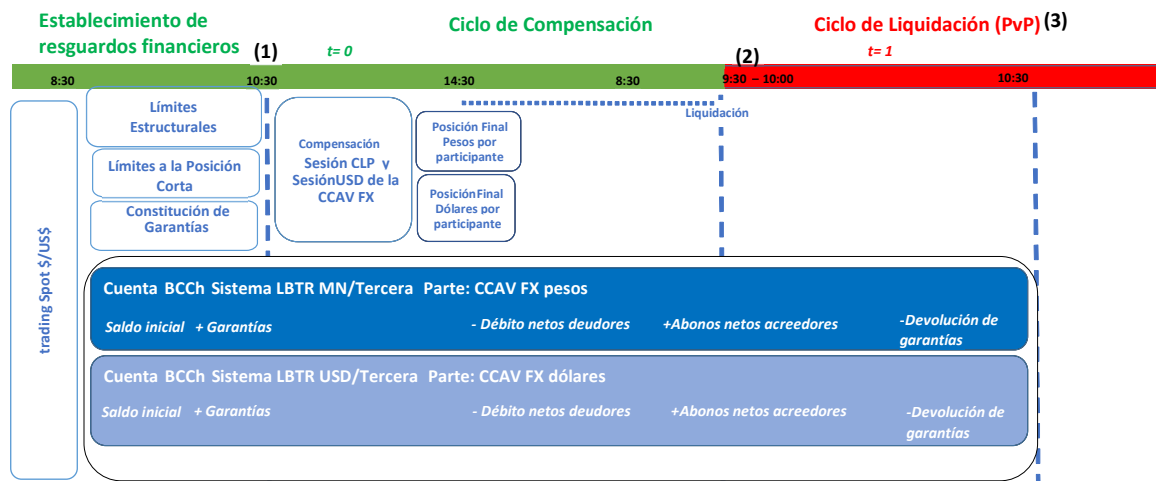 Establecimiento de
resguardos financieros (1)
t= 0
Ciclo de Compensación
(2)
Ciclo de Liquidación (PvP) (3)
t= 1
8:30
10:30
14:30
8:30
9:30 – 10:00
10:30
trading Spot $/US$
Límites
Estructurales
Límites a la Posición
Corta
Constitución de
Garantías
Compensación
Sesión CLP y
SesiónUSD de la
CCAV FX
Posición Final
Pesos por
participante
PosiciónFinal
Dólares por
participante
Liquidación
Cuenta BCCh Sistema LBTR MN/Tercera Parte: CCAV FX pesos
Saldo inicial + Garantías
- Débito netos deudores
+Abonos netos acreedores
-Devolución de
garantías
Cuenta BCCh Sistema LBTR USD/Tercera Parte: CCAV FX dólares
Saldo inicial + Garantías
- Débito netos deudores
+Abonos netos acreedores
-Devolución de
garantías